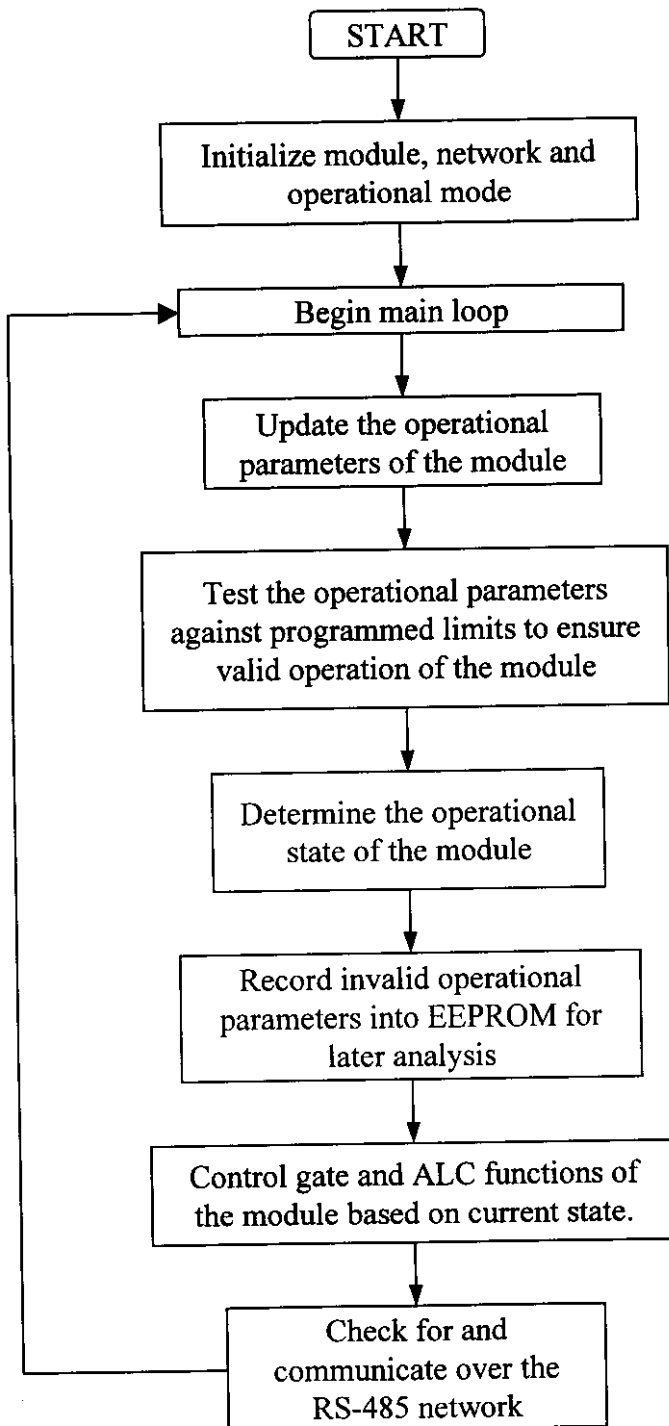 START
Initialize module, network and
operational mode
Begin main loop
Update the operational
parameters of the module
Test the operational parameters
against programmed limits to ensure
valid operation of the module
Determine the operational
state of the module
Record invalid operational
parameters into EEPROM for
later analysis
Control gate and ALC functions of
the module based on current state.
Check for and
communicate over the
RS-485 network